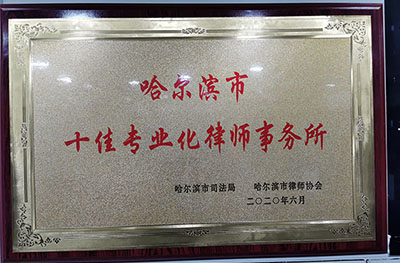 哈尔滨市
十佳专业化律师事务所
哈尔滨市司法局 哈尔滨市律师协会
二〇二〇年六月